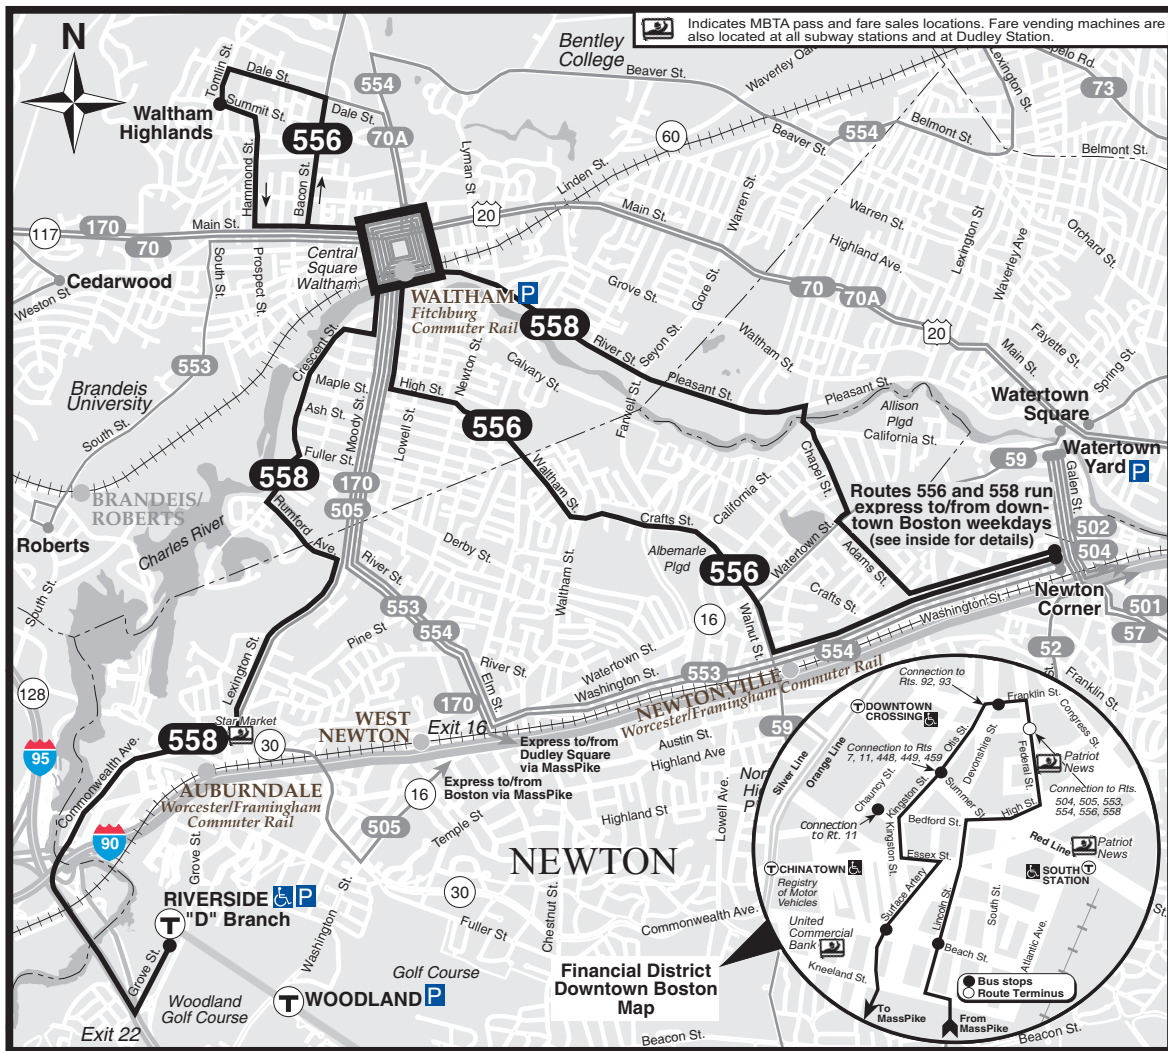 Indicates MBTA pass and fare sales locations. Fare vending machines are
also located at all subway stations and at Dudley Station.
N
Bentley
College
Tomlin St.
Dale St.
Summit St.
Dale St.
Waltham
Highlands
556
554
70A
Hammond St.
Bacon St.
Lyman St.
Beaver St.
Lexington St.
73
60
Beaver St.
554
Belmont St.
Belmont St.
Linden St.
117
170
70
Main St.
20
Main St.
Warren St.
Warren St.
Highland Ave.
Lexington St.
Waverley Ave
Orchard St.
Cedarwood
Weston St.
South St.
Prospect St.
Central
Square
Waltham
WALTHAM P
Fitchburg
Commuter Rail
558
Grove St.
Gore St.
70
70A
20
River St.
Seyon St.
Waltham St.
Main St.
Fayette St.
Spring St.
553
Crescent St.
Brandeis
University
South St.
Maple St.
Ash St.
Moody St.
High St.
Newton St.
Calvary St.
Pleasant St.
Pleasant St.
Farwell St.
Lowell St.
556
Allison
Plgd
California St.
Watertown
Square
Watertown
Yard P
59
Galen St.
Fuller St.
558
170
505
Waltham St.
Chapel St.
California St.
Routes 556 and 558 run
express to/from down-
town Boston weekdays
(see inside for details)
502
504
BRANDEIS/
ROBERTS
Roberts
Charles River
Rumford Ave.
Crafts St.
Derby St.
Albemarle
Plgd
556
Watertown St.
Adams St.
Crafts St.
Washington St.
Newton
Corner
501
57
52
South St.
River St.
553
554
Waltham St.
16
Walnut St.
Pine St
River St.
Elm St.
Watertown St.
Washington St.
553
554
NEWTONVILLE
Worcester/Framingham Commuter Rail
Franklin St.
Lexington St.
128
95
Star Market
558
30
WEST
NEWTON
170
Exit 16
59
Commonwealth Ave.
Express to/from
Dudley Square
via MassPike
Austin St.
Highland Ave
AUBURNDALE
Worcester/Framingham
Commuter Rail
16
Express to/from
Boston via MassPike
505
Temple St.
Highland St
Lowell Ave.
90
Grove St.
NEWTON
RIVERSIDE P
T "D" Branch
Grove St.
Washington St.
30
Fuller St
Chestnut St.
Commonwealth Ave.
Golf Course
T WOODLAND P
Woodland
Golf Course
Exit 22
Financial District
Downtown Boston
Map
Beacon St.
Beacon St.
Connection to
Rts. 92, 93
Franklin St.
Congress St.
T DOWNTOWN
CROSSING
Silver Line
Orange Line
Connection to Rts
7, 11, 448, 449, 459
Otis St.
Devonshire St.
Federal St.
Patriot
News
Chauncy St.
Kingston St.
Summer St.
Connection to Rts.
504, 505, 553,
554, 556, 558
High St.
Connection
to Rt. 11
Bedford St.
Kingston St.
Essex St.
Red Line
Patriot
News
T CHINATOWN
Registry
of Motor
Vehicles
SOUTH T
STATION
Surface Artery
Lincoln St.
South St.
Atlantic Ave.
United
Commercial
Bank
Beach St.
Kneeland St.
Bus stops
Route Terminus
To
MassPike
From
MassPike